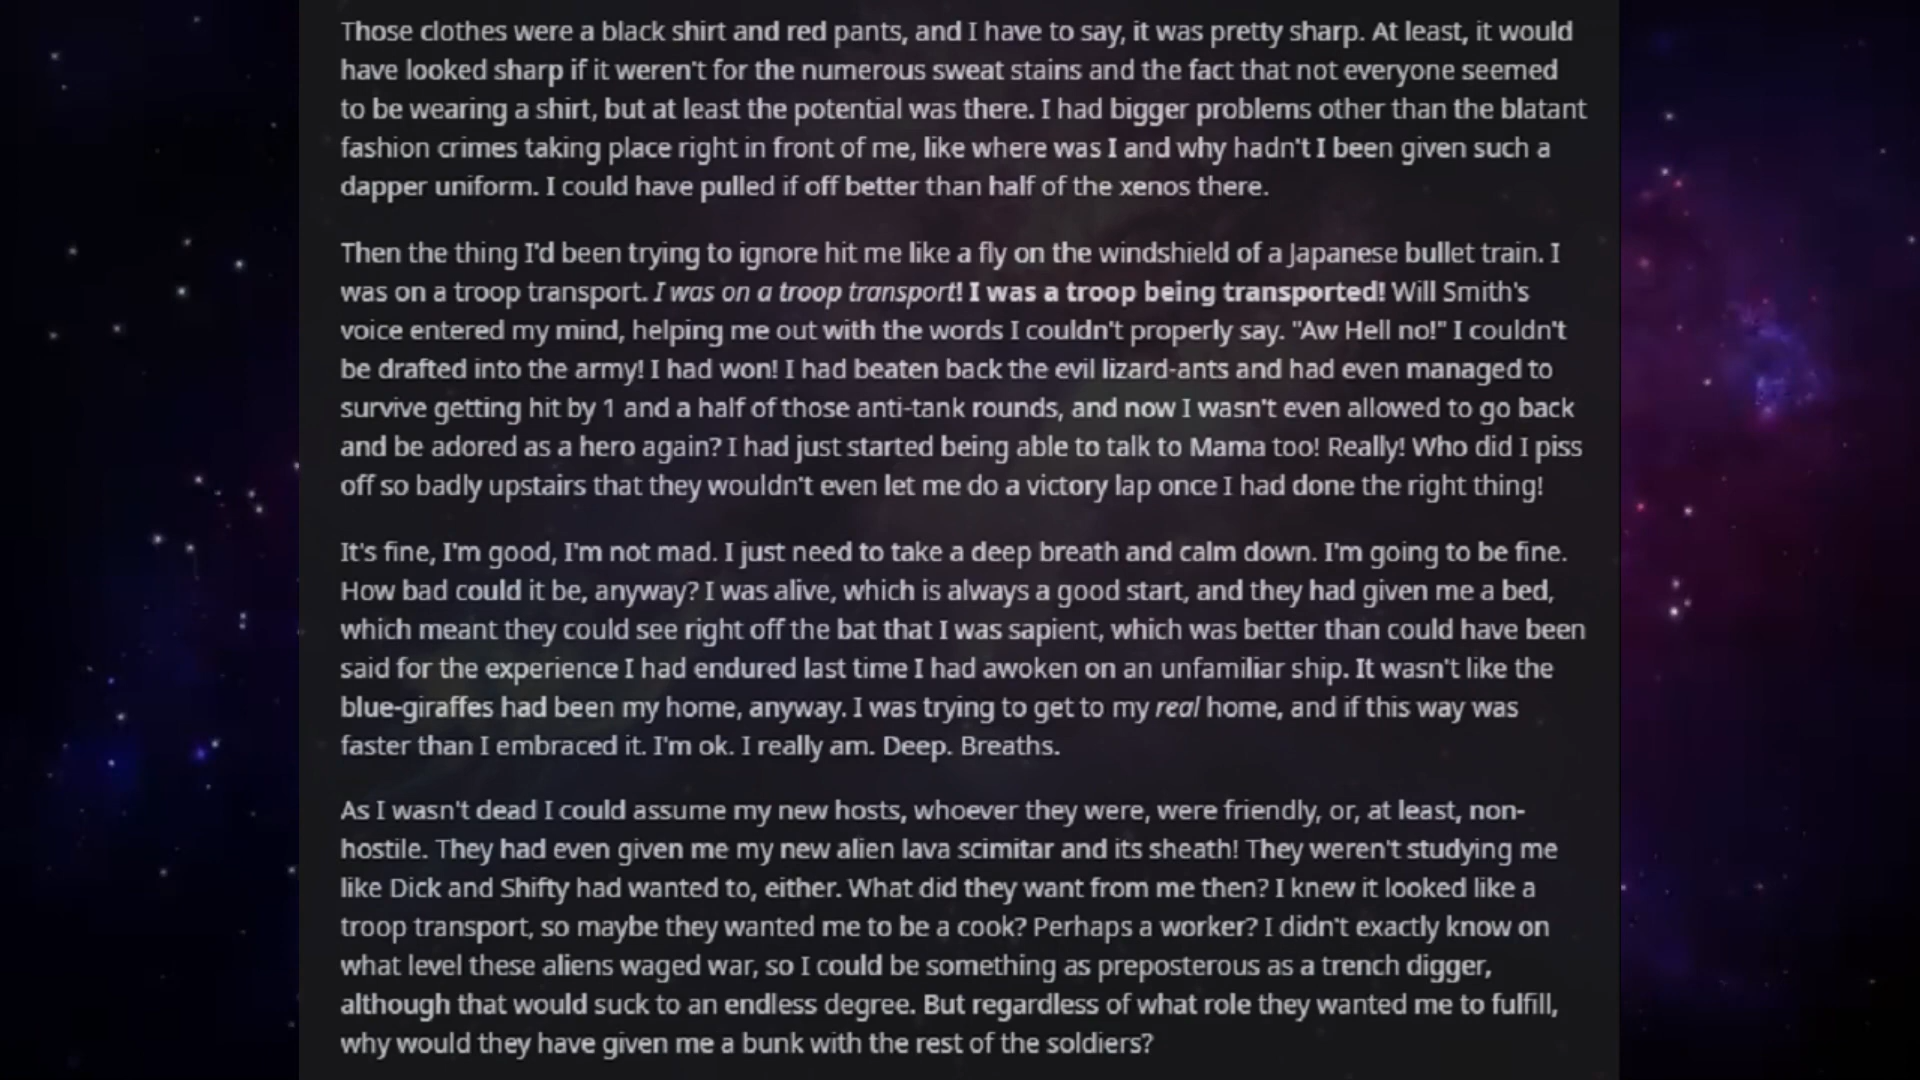 Those clothes were a black shirt and red pants, and I have to say, it was pretty sharp. At least, it would
have looked sharp if it weren't for the numerous sweat stains and the fact that not everyone seemed
to be wearing a shirt, but at least the potential was there. I had bigger problems other than the blatant
fashion crimes taking place right in front of me, like where was I and why hadn't I been given such a
dapper uniform. I could have pulled if off better than half of the xenos there.
Then the thing I'd been trying to ignore hit me like a fly on the windshield of a Japanese bullet train. I
was on a troop transport. I was on a troop transport! I was a troop being transported! Will Smith's
voice entered my mind, helping me out with the words I couldn't properly say. "Aw Hell no!" I couldn't
be drafted into the army! I had won! I had beaten back the evil lizard-ants and had even managed to
survive getting hit by 1 and a half of those anti-tank rounds, and now I wasn't even allowed to go back
and be adored as a hero again? I had just started being able to talk to Mama too! Really! Who did I piss
off so badly upstairs that they wouldn't even let me do a victory lap once I had done the right thing!
It's fine, I'm good, I'm not mad. I just need to take a deep breath and calm down. I'm going to be fine.
How bad could it be, anyway? I was alive, which is always a good start, and they had given me a bed,
which meant they could see right off the bat that I was sapient, which was better than could have been
said for the experience I had endured last time I had awoken on an unfamiliar ship. It wasn't like the
blue-giraffes had been my home, anyway. I was trying to get to my real home, and if this way was
faster than I embraced it. I'm ok. I really am. Deep. Breaths.
As I wasn't dead I could assume my new hosts, whoever they were, were friendly, or, at least, non-
hostile. They had even given me my new alien lava scimitar and its sheath! They weren't studying me
like Dick and Shifty had wanted to, either. What did they want from me then? I knew it looked like a
troop transport, so maybe they wanted me to be a cook? Perhaps a worker? I didn't exactly know on
what level these aliens waged war, so I could be something as preposterous as a trench digger,
although that would suck to an endless degree. But regardless of what role they wanted me to fulfill,
why would they have given me a bunk with the rest of the soldiers?